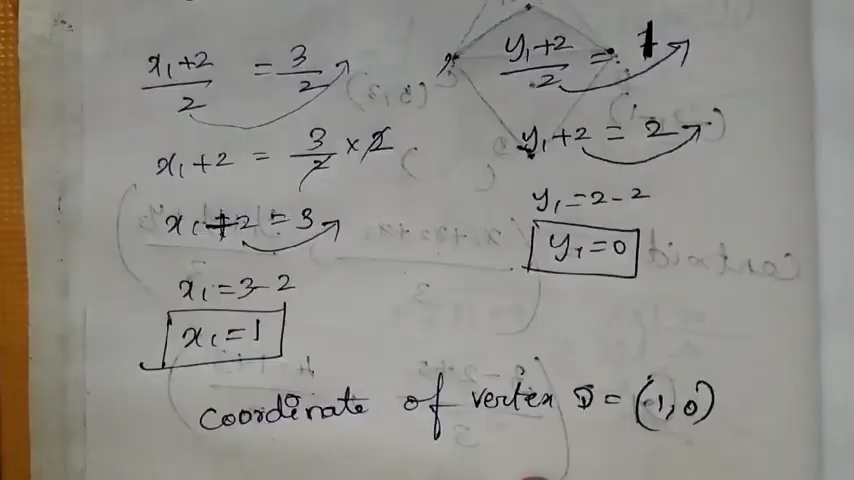 x₁+2/2 = 3/2
x₁+2 = 3/2 × 2
x₁+2 = 3
x₁ = 3-2
x₁ = 1
y₁+2/2 = 1
y₁+2 = 2
y₁ = 2-2
y₁ = 0
coordinate of vertex D = (1, 0)